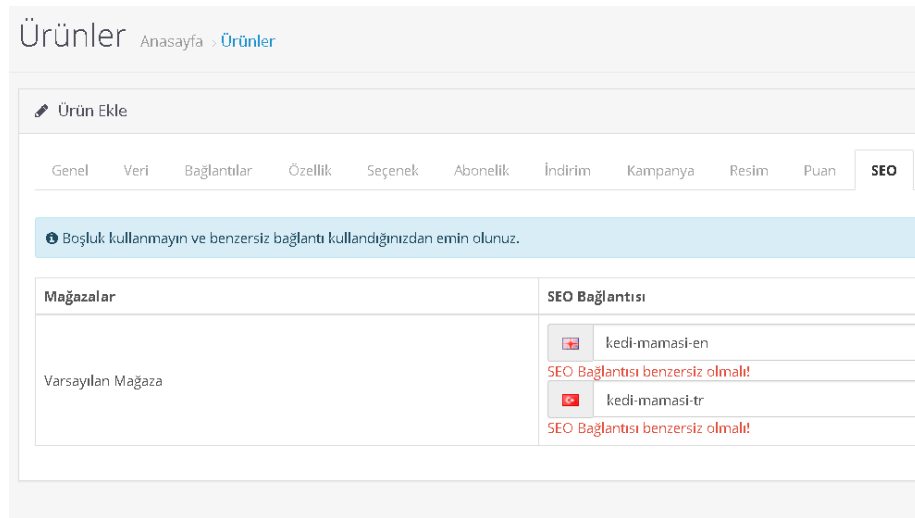 Ürünler Anasayfa › Ürünler
Ürün Ekle
Genel Veri Bağlantılar Özellik Seçenek Abonelik İndirim Kampanya Resim Puan SEO
Boşluk kullanmayın ve benzersiz bağlantı kullandığınızdan emin olunuz.
Mağazalar SEO Bağlantısı
kedi-mamasi-en
SEO Bağlantısı benzersiz olmalı!
Varsayılan Mağaza
kedi-mamasi-tr
SEO Bağlantısı benzersiz olmalı!